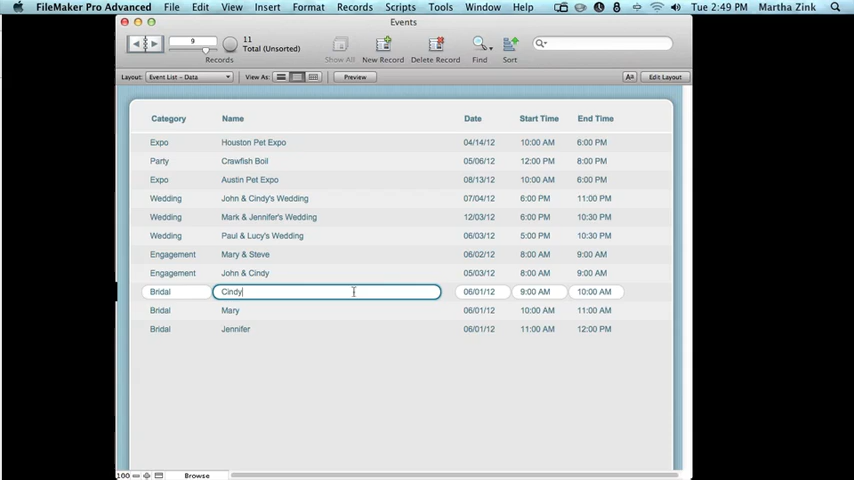 FileMaker Pro Advanced File Edit View Insert Format Records Scripts Tools Window Help Tue 2:49 PM Martha Zink
Events
9 11
Total (Unsorted)
Records Show All New Record Delete Record Find Sort
Layout: Event List - Data View As: Preview Aa Edit Layout
Category Name Date Start Time End Time
Expo Houston Pet Expo 04/14/12 10:00 AM 6:00 PM
Party Crawfish Boil 05/06/12 12:00 PM 8:00 PM
Expo Austin Pet Expo 08/13/12 10:00 AM 6:00 PM
Wedding John & Cindy's Wedding 07/04/12 6:00 PM 11:00 PM
Wedding Mark & Jennifer's Wedding 12/03/12 6:00 PM 10:30 PM
Wedding Paul & Lucy's Wedding 06/03/12 5:00 PM 10:30 PM
Engagement Mary & Steve 06/02/12 8:00 AM 9:00 AM
Engagement John & Cindy 05/03/12 8:00 AM 9:00 AM
Bridal Cindy 06/01/12 9:00 AM 10:00 AM
Bridal Mary 06/01/12 10:00 AM 11:00 AM
Bridal Jennifer 06/01/12 11:00 AM 12:00 PM
100 Browse